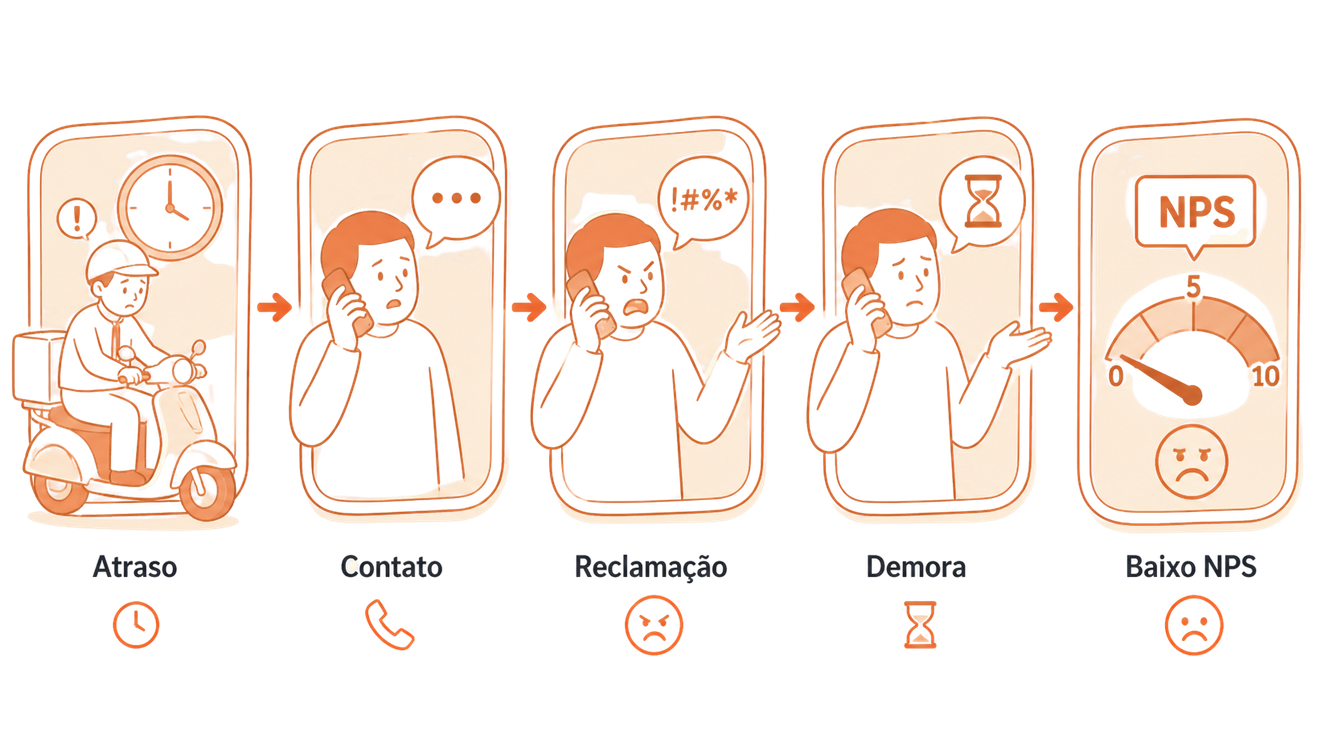 !
...
!#%*
NPS
5
0
10
Atraso
Contato
Reclamação
Demora
Baixo NPS